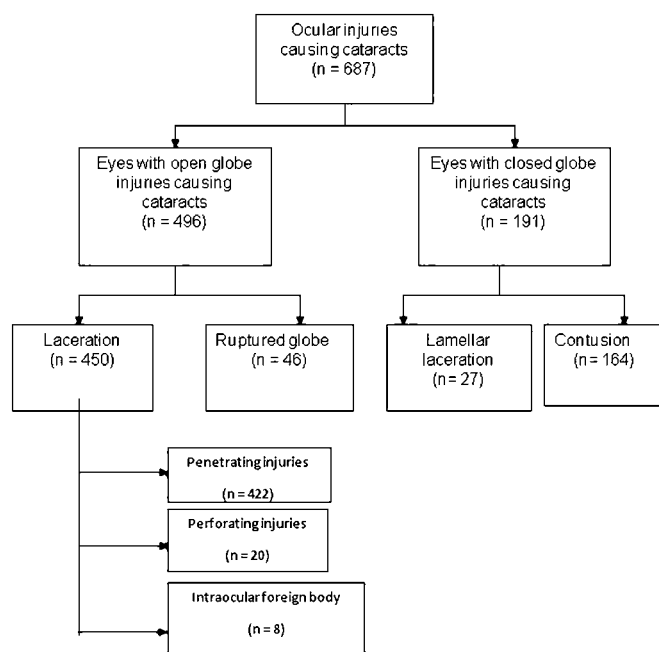 Ocular injuries
causing cataracts
(n = 687)
Eyes with open globe
injuries causing
cataracts
(n = 496)
Eyes with closed globe
injuries causing
cataracts
(n = 191)
Laceration
(n = 450)
Ruptured globe
(n = 46)
Lamellar
laceration
(n = 27)
Contusion
(n = 164)
Penetrating injuries
(n = 422)
Perforating injuries
(n = 20)
Intraocular foreign body
(n = 8)